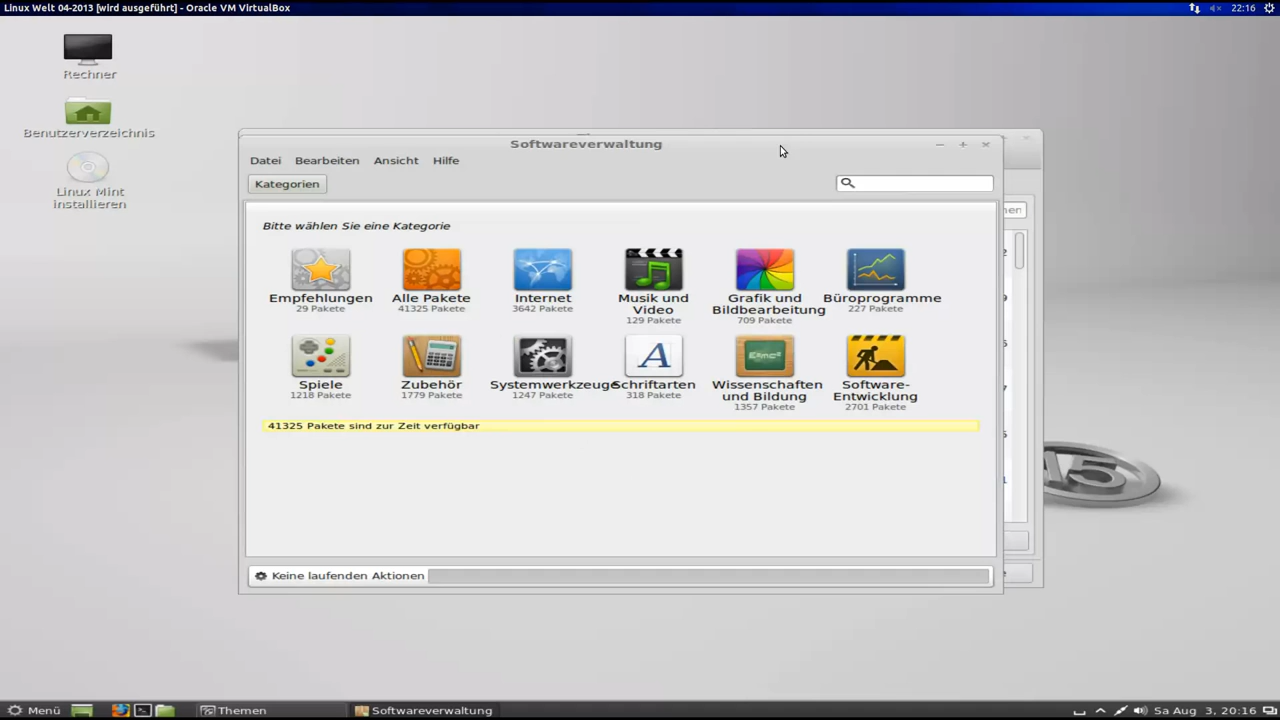 Linux Welt 04-2013 [wird ausgeführt] - Oracle VM VirtualBox
22:16
Rechner
Benutzerverzeichnis
Linux Mint
installieren
Softwareverwaltung
Datei Bearbeiten Ansicht Hilfe
Kategorien
Bitte wählen Sie eine Kategorie
Empfehlungen
29 Pakete
Alle Pakete
41325 Pakete
Internet
3642 Pakete
Musik und
Video
129 Pakete
Grafik und
Bildbearbeitung
709 Pakete
Büroprogramme
227 Pakete
Spiele
1218 Pakete
Zubehör
1779 Pakete
Systemwerkzeuge
1247 Pakete
A
Schriftarten
318 Pakete
Wissenschaften
und Bildung
1357 Pakete
Software-
Entwicklung
2701 Pakete
41325 Pakete sind zur Zeit verfügbar
Keine laufenden Aktionen
Menü
Themen
Softwareverwaltung
Sa Aug 3, 20:16